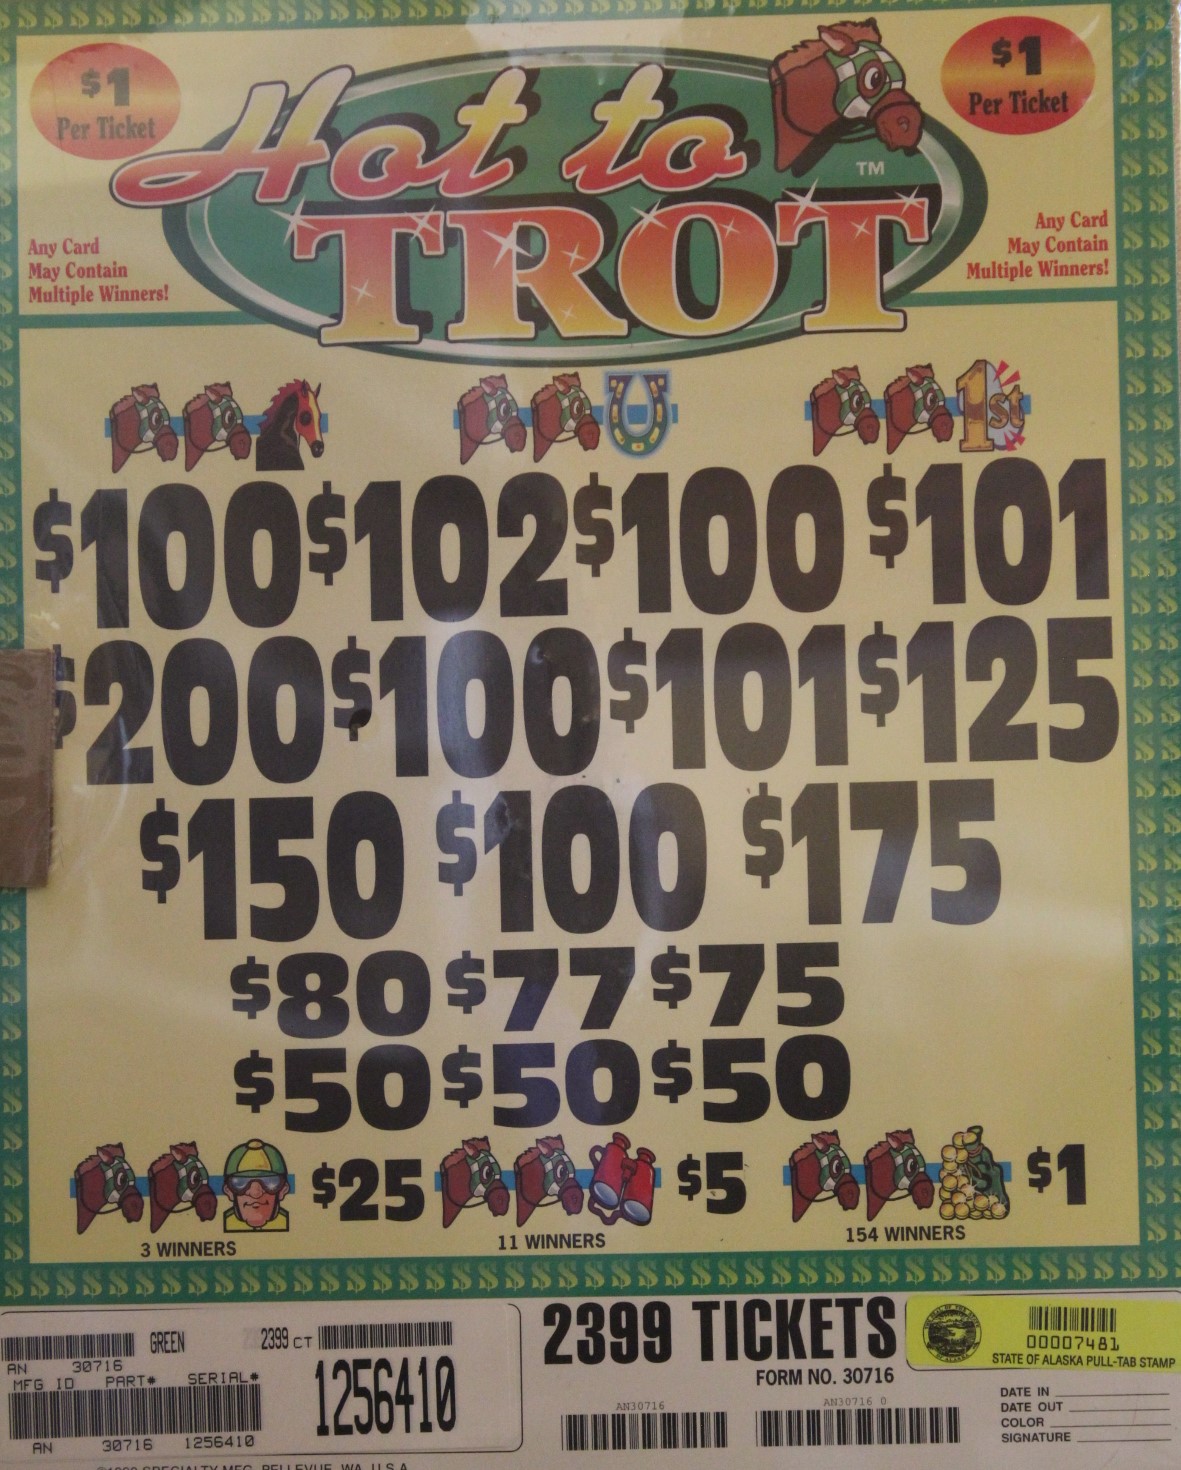 $1
Per Ticket
$1
Per Ticket
Hot to
TROT
TM
Any Card
May Contain
Multiple Winners!
Any Card
May Contain
Multiple Winners!
1st
$100 $102 $100 $101
$200 $100 $101 $125
$150 $100 $175
$80 $77 $75
$50 $50 $50
$25 $5 $1
3 WINNERS 11 WINNERS 154 WINNERS
GREEN 2399 CT
AN 30716
MFG ID PART# SERIAL#
1256410
AN 30716 1256410
2399 TICKETS
FORM NO. 30716
AN30716 AN30716 0
00007481
STATE OF ALASKA PULL-TAB STAMP
DATE IN
DATE OUT
COLOR
SIGNATURE
SPECIALTY MFG. BELLEVUE, WA. U.S.A.